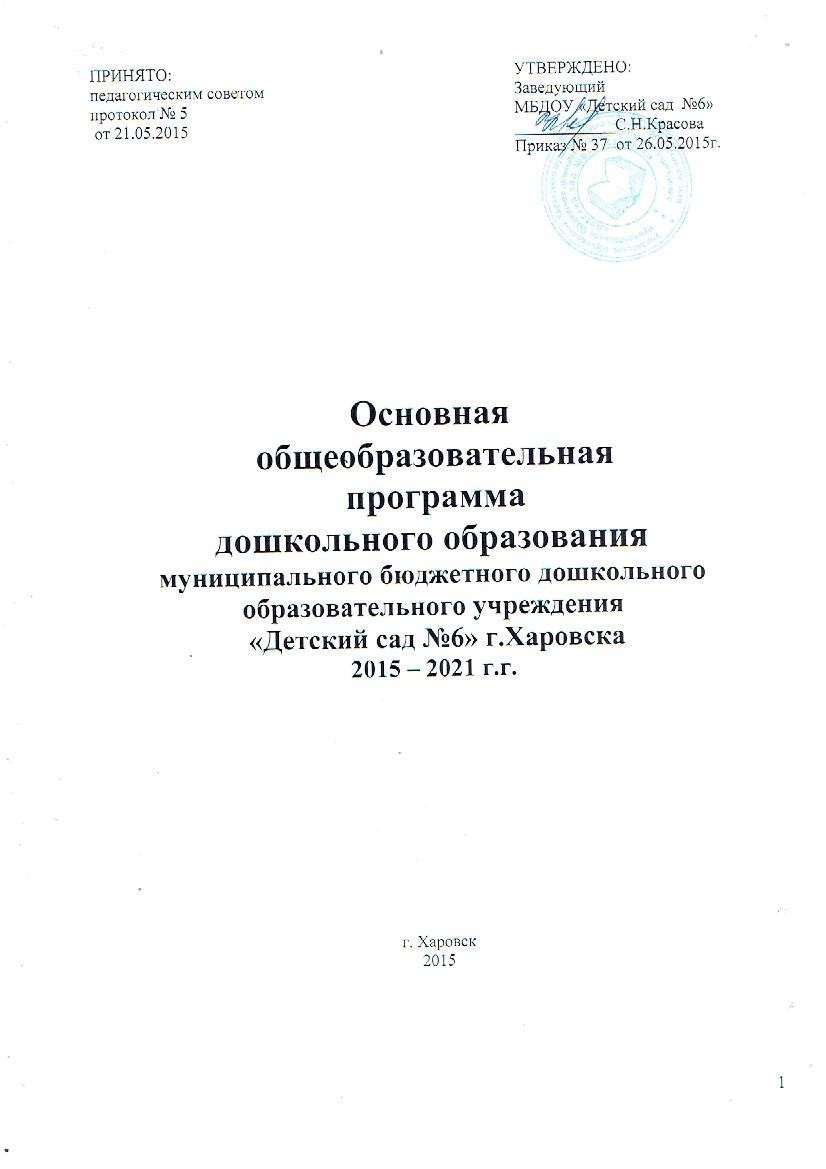 ПРИНЯТО:
педагогическим советом
протокол № 5
от 21.05.2015
УТВЕРЖДЕНО:
Заведующий
МБДОУ «Детский сад №6»
____________С.Н.Красова
Приказ № 37 от 26.05.2015г.
Основная
общеобразовательная
программа
дошкольного образования
муниципального бюджетного дошкольного
образовательного учреждения
«Детский сад №6» г.Харовска
2015 – 2021 г.г.
г. Харовск
2015
1